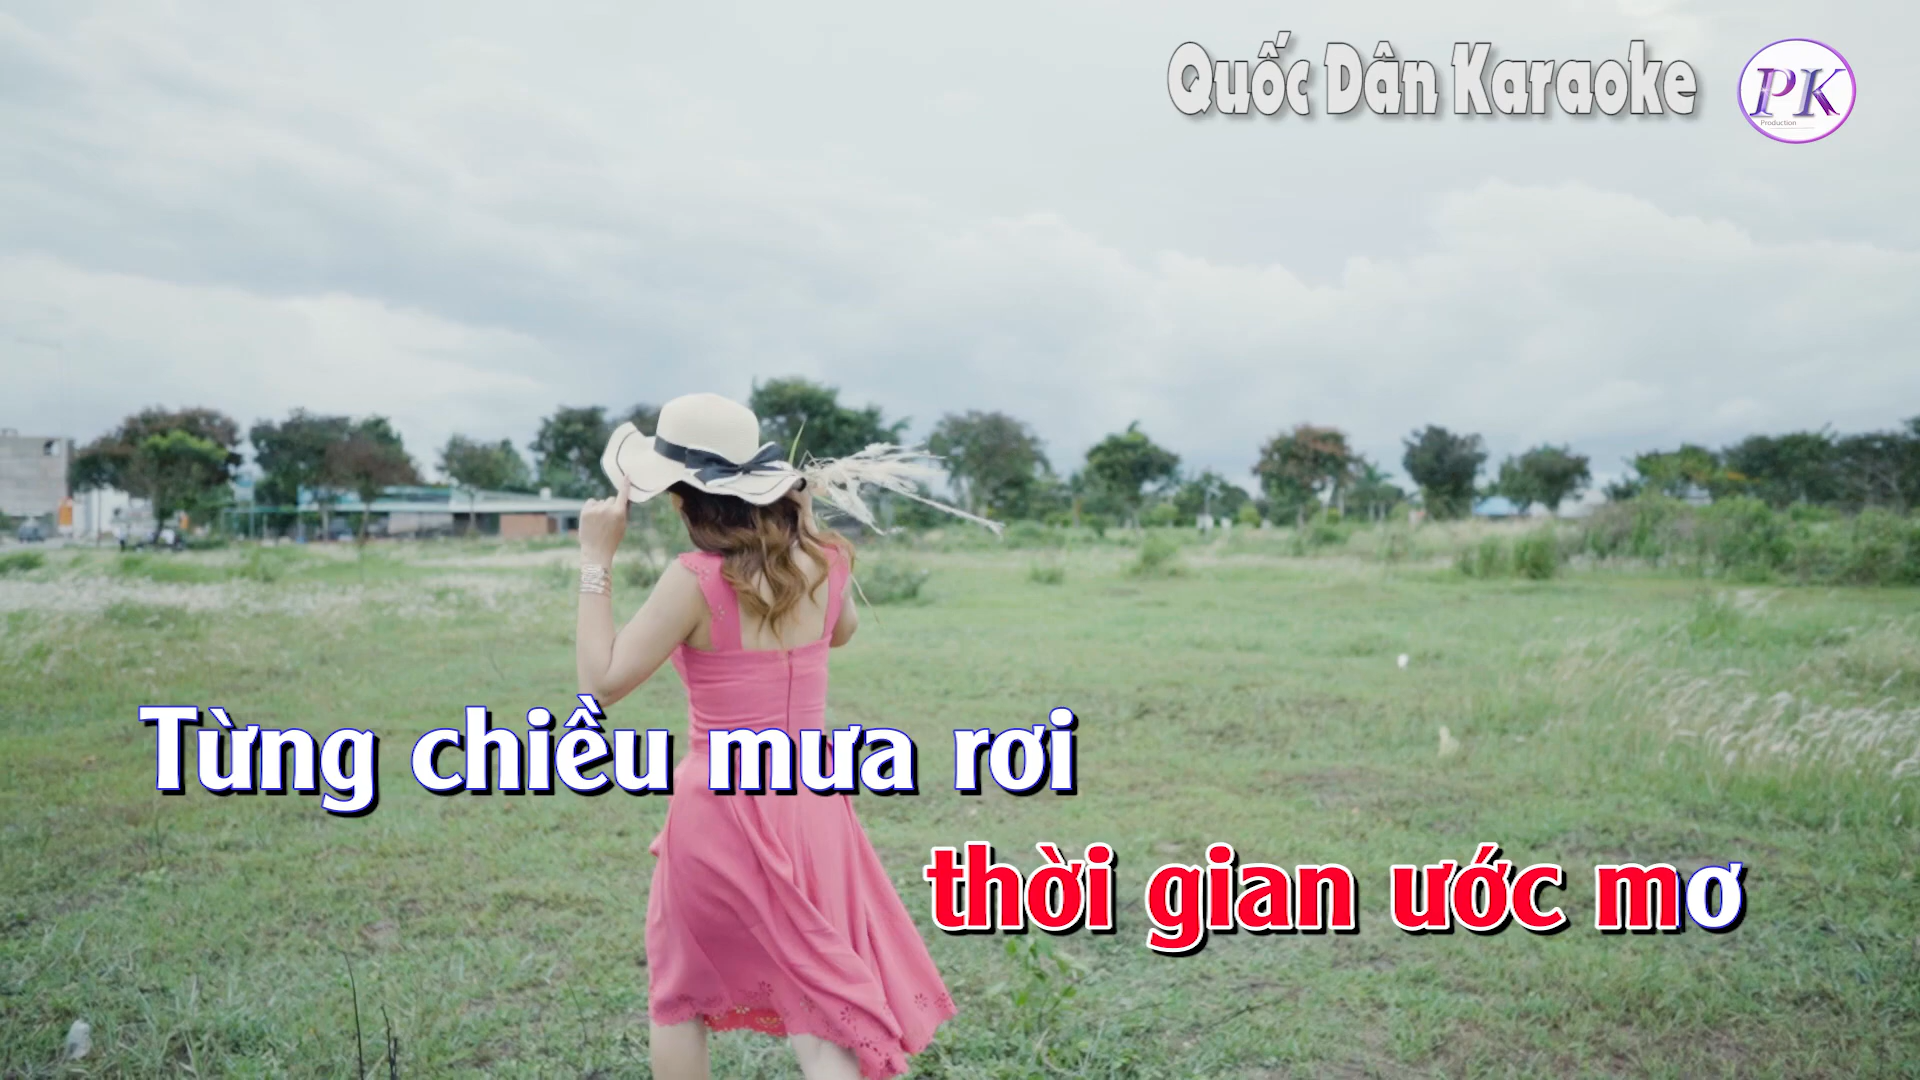 Quốc Dân Karaoke
PK
Production
Từng chiều mưa rơi
thời gian ước mơ